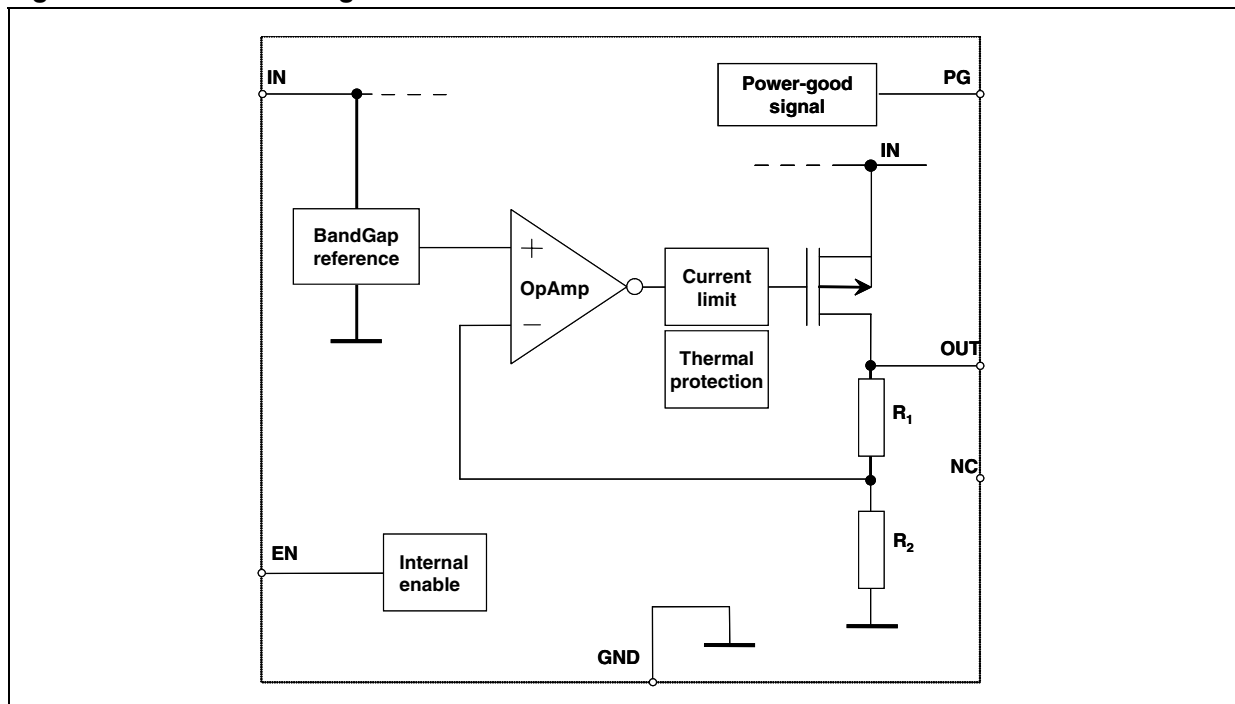 IN
Power-good
signal
PG
IN
BandGap
reference
+
OpAmp
−
Current
limit
Thermal
protection
OUT
R1
NC
R2
EN
Internal
enable
GND